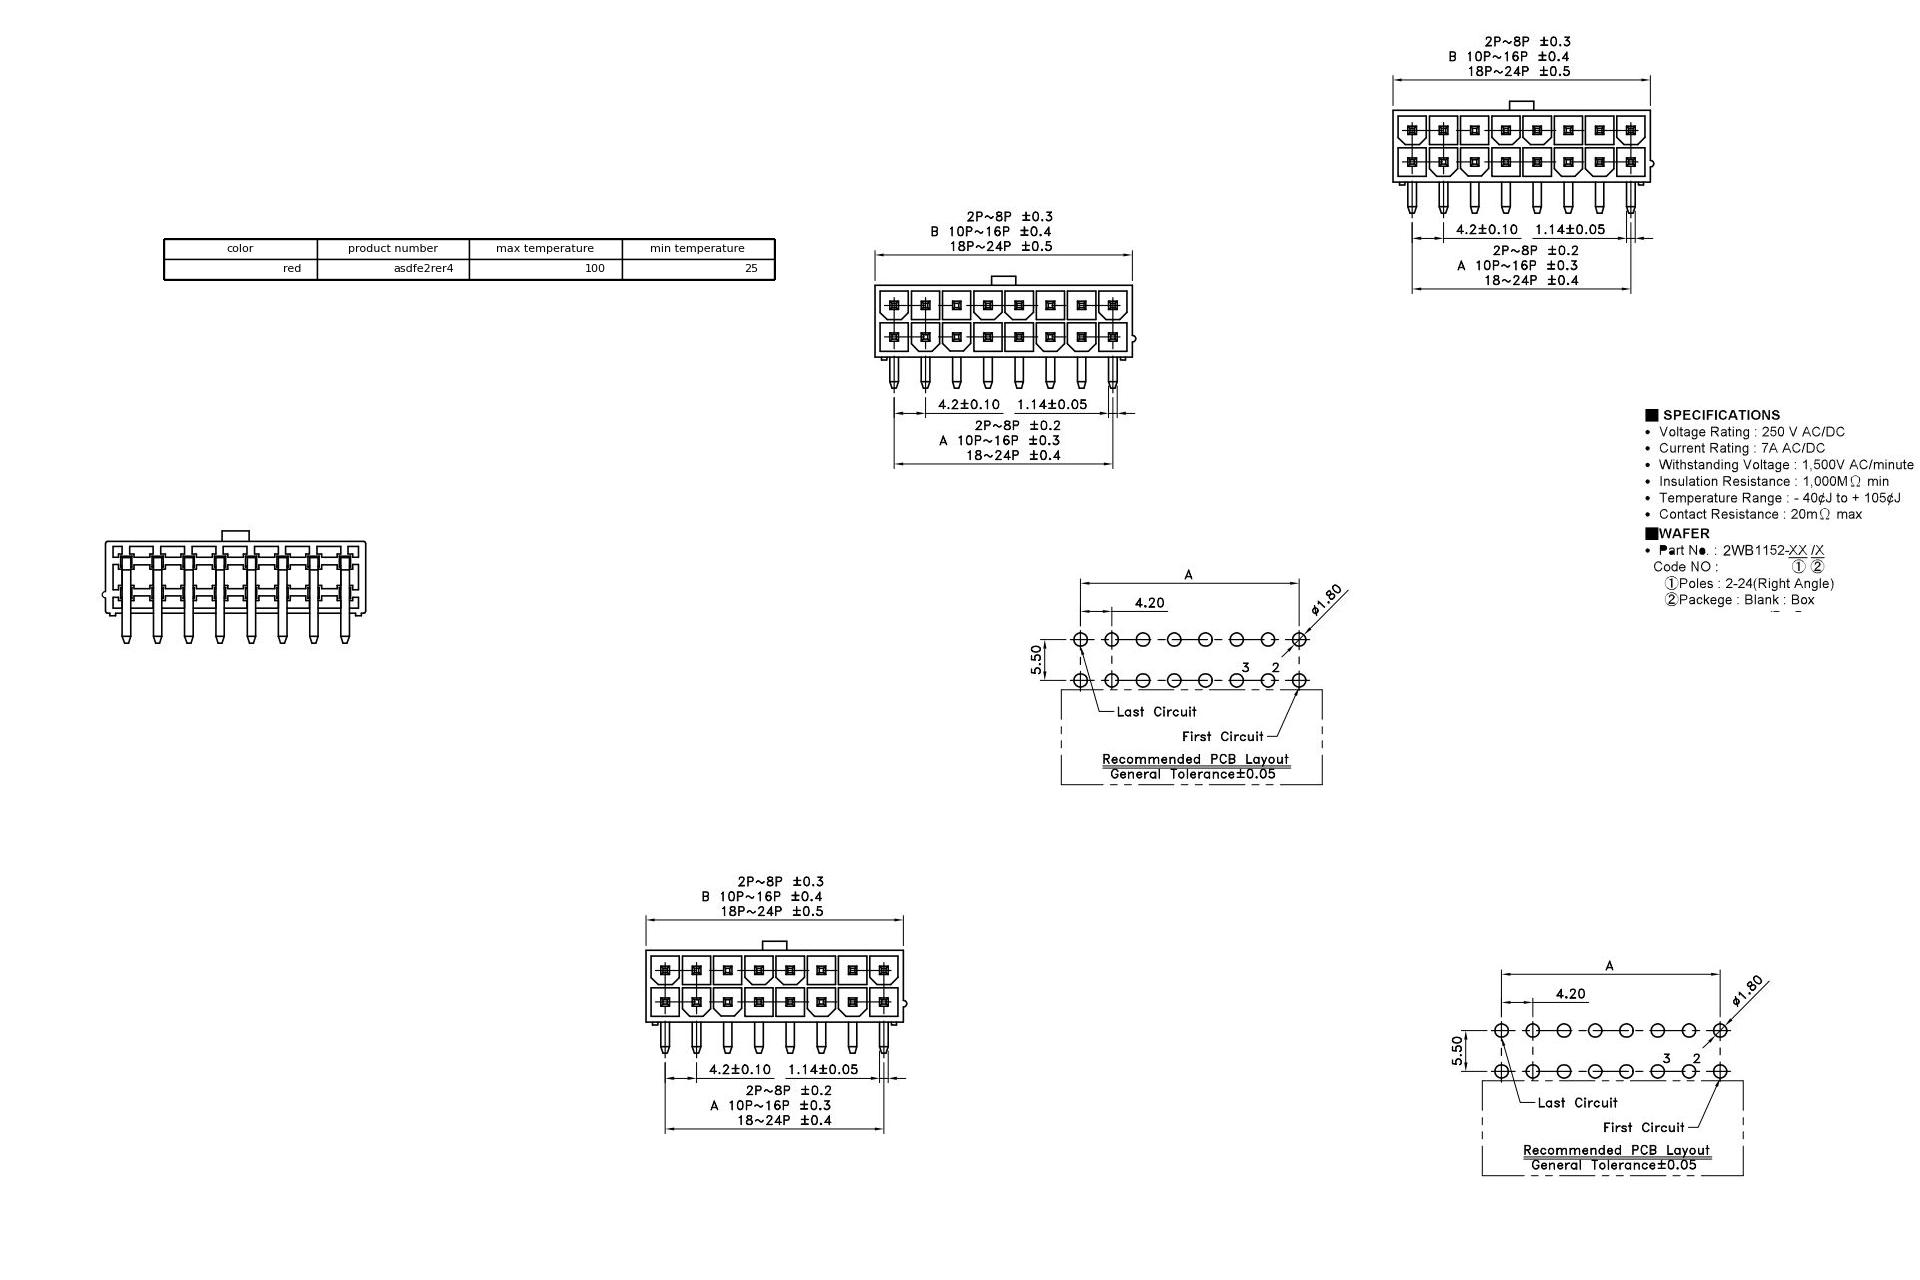 2P~8P ±0.3
B 10P~16P ±0.4
18P~24P ±0.5
4.2±0.10 1.14±0.05
2P~8P ±0.2
A 10P~16P ±0.3
18~24P ±0.4
color product number max temperature min temperature
red asdfe2rer4 100 25
2P~8P ±0.3
B 10P~16P ±0.4
18P~24P ±0.5
4.2±0.10 1.14±0.05
2P~8P ±0.2
A 10P~16P ±0.3
18~24P ±0.4
■ SPECIFICATIONS
• Voltage Rating : 250 V AC/DC
• Current Rating : 7A AC/DC
• Withstanding Voltage : 1,500V AC/minute
• Insulation Resistance : 1,000MΩ min
• Temperature Range : - 40¢J to + 105¢J
• Contact Resistance : 20mΩ max
■WAFER
• Part No. : 2WB1152-XX /X
Code NO : ① ②
①Poles : 2-24(Right Angle)
②Packege : Blank : Box
A
4.20
ø1.80
5.50
3 2
Last Circuit
First Circuit
Recommended PCB Layout
General Tolerance±0.05
2P~8P ±0.3
B 10P~16P ±0.4
18P~24P ±0.5
4.2±0.10 1.14±0.05
2P~8P ±0.2
A 10P~16P ±0.3
18~24P ±0.4
A
4.20
ø1.80
5.50
3 2
Last Circuit
First Circuit
Recommended PCB Layout
General Tolerance±0.05